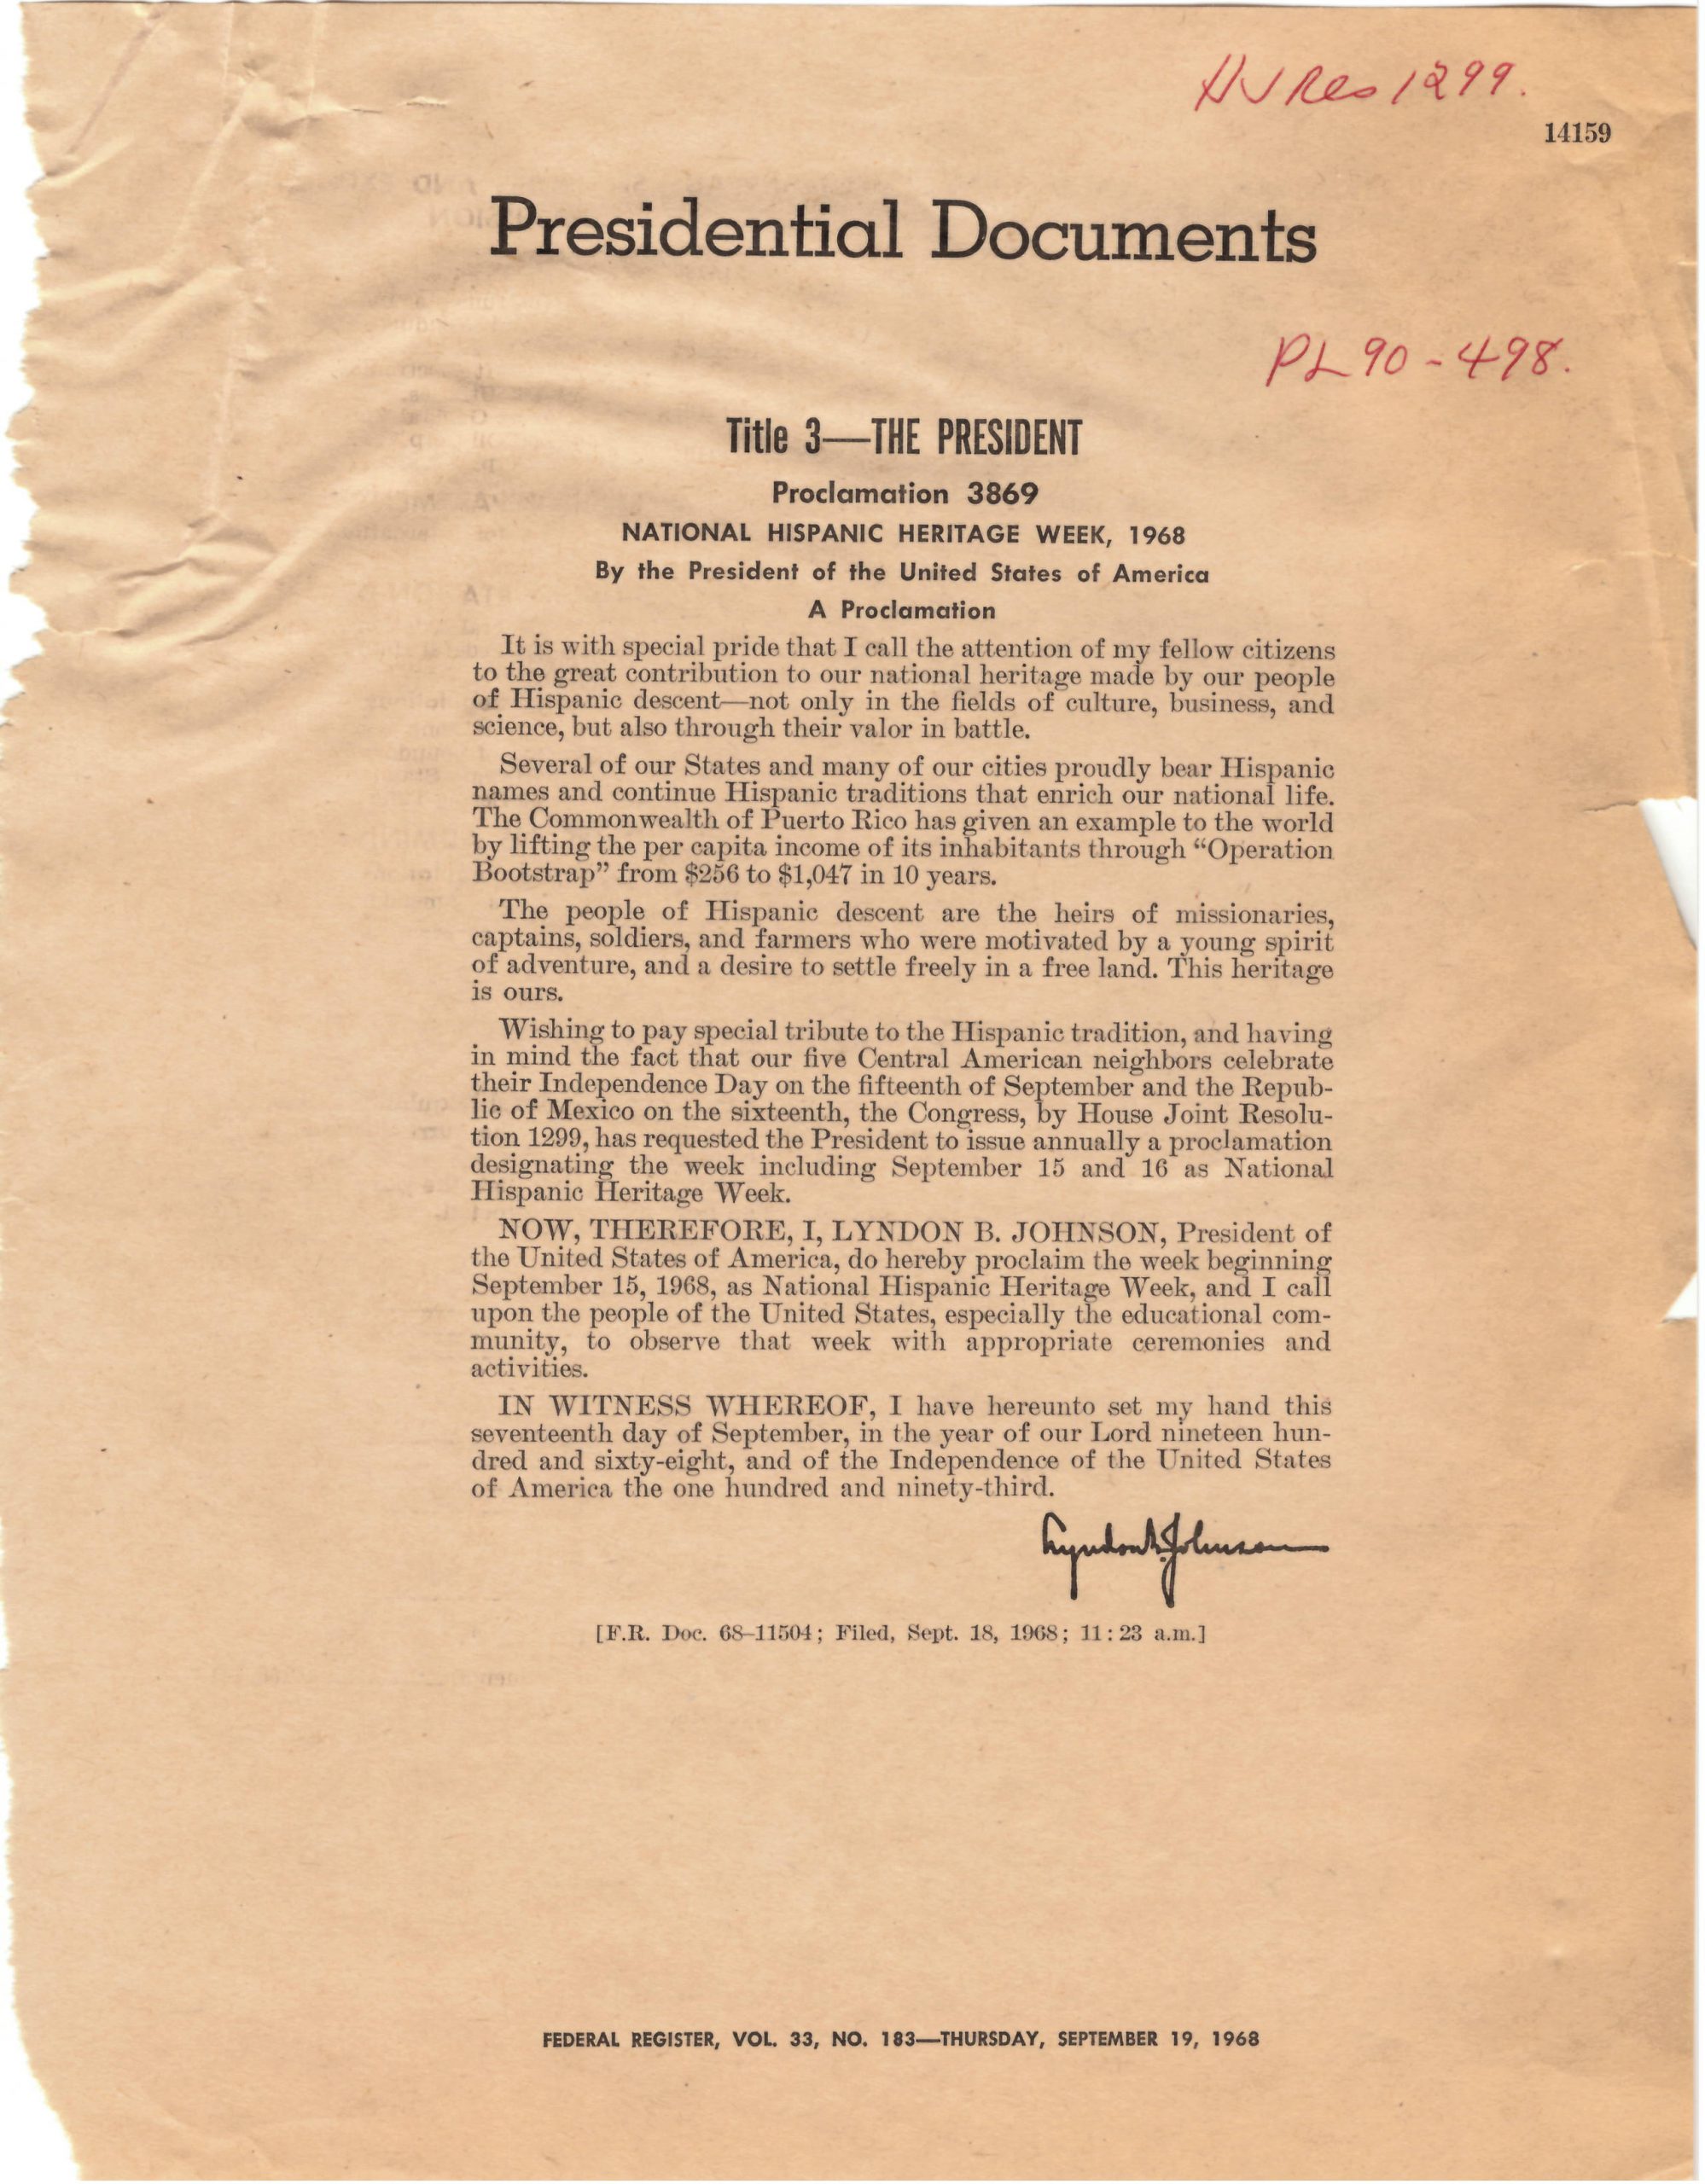 HJRes 1299.
14159
Presidential Documents
PL 90-498.
Title 3—THE PRESIDENT
Proclamation 3869
NATIONAL HISPANIC HERITAGE WEEK, 1968
By the President of the United States of America
A Proclamation
It is with special pride that I call the attention of my fellow citizens
to the great contribution to our national heritage made by our people
of Hispanic descent—not only in the fields of culture, business, and
science, but also through their valor in battle.
Several of our States and many of our cities proudly bear Hispanic
names and continue Hispanic traditions that enrich our national life.
The Commonwealth of Puerto Rico has given an example to the world
by lifting the per capita income of its inhabitants through “Operation
Bootstrap” from $256 to $1,047 in 10 years.
The people of Hispanic descent are the heirs of missionaries,
captains, soldiers, and farmers who were motivated by a young spirit
of adventure, and a desire to settle freely in a free land. This heritage
is ours.
Wishing to pay special tribute to the Hispanic tradition, and having
in mind the fact that our five Central American neighbors celebrate
their Independence Day on the fifteenth of September and the Repub-
lic of Mexico on the sixteenth, the Congress, by House Joint Resolu-
tion 1299, has requested the President to issue annually a proclamation
designating the week including September 15 and 16 as National
Hispanic Heritage Week.
NOW, THEREFORE, I, LYNDON B. JOHNSON, President of
the United States of America, do hereby proclaim the week beginning
September 15, 1968, as National Hispanic Heritage Week, and I call
upon the people of the United States, especially the educational com-
munity, to observe that week with appropriate ceremonies and
activities.
IN WITNESS WHEREOF, I have hereunto set my hand this
seventeenth day of September, in the year of our Lord nineteen hun-
dred and sixty-eight, and of the Independence of the United States
of America the one hundred and ninety-third.
Lyndon B. Johnson
[F.R. Doc. 68–11504; Filed, Sept. 18, 1968; 11:23 a.m.]
FEDERAL REGISTER, VOL. 33, NO. 183—THURSDAY, SEPTEMBER 19, 1968